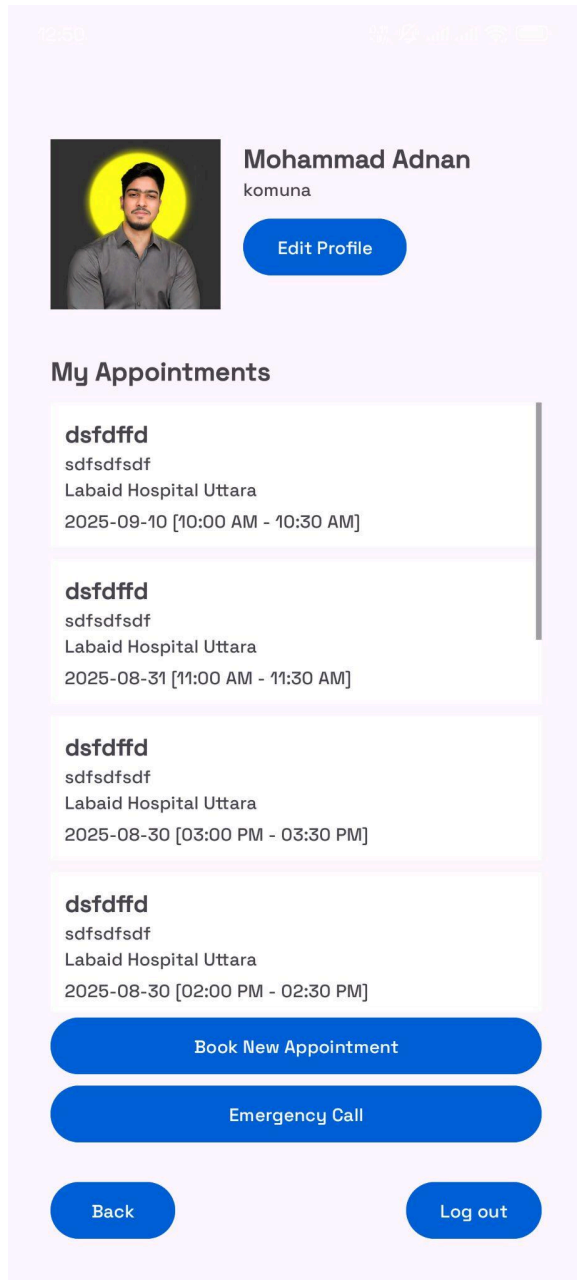 12:50
Mohammad Adnan
komuna
Edit Profile
My Appointments
dsfdffd
sdfsdfsdf
Labaid Hospital Uttara
2025-09-10 [10:00 AM - 10:30 AM]
dsfdffd
sdfsdfsdf
Labaid Hospital Uttara
2025-08-31 [11:00 AM - 11:30 AM]
dsfdffd
sdfsdfsdf
Labaid Hospital Uttara
2025-08-30 [03:00 PM - 03:30 PM]
dsfdffd
sdfsdfsdf
Labaid Hospital Uttara
2025-08-30 [02:00 PM - 02:30 PM]
Book New Appointment
Emergency Call
Back
Log out